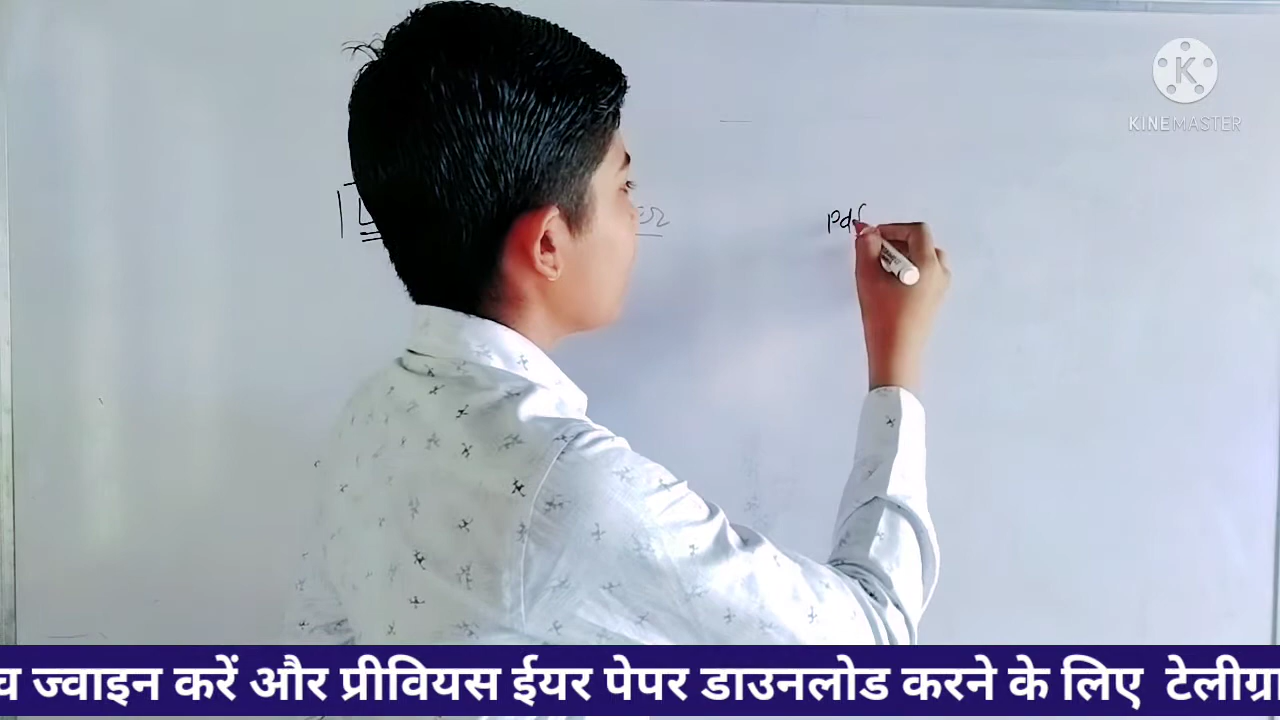 KINEMASTER
pdf
ज्वाइन करें और प्रीवियस ईयर पेपर डाउनलोड करने के लिए